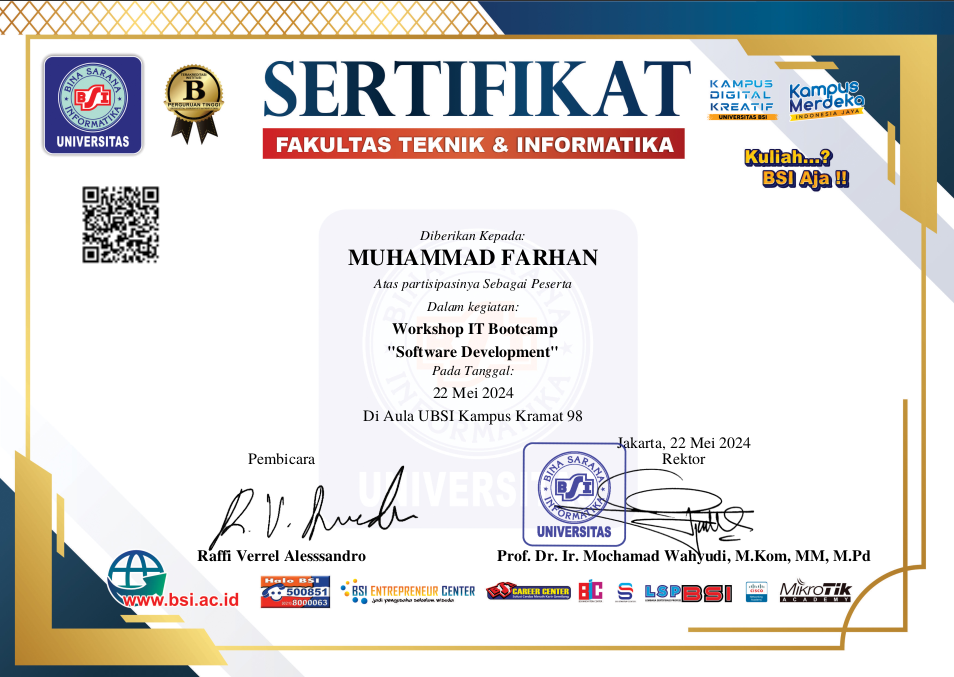 BINA SARANA
BSI
INFORMATIKA
UNIVERSITAS
B
PERGURUAN TINGGI
SERTIFIKAT
FAKULTAS TEKNIK & INFORMATIKA
KAMPUS
DIGITAL
KREATIF
UNIVERSITAS BSI
Kampus
Merdeka
INDONESIA JAYA
Kuliah...?
BSI Aja !!
Diberikan Kepada:
MUHAMMAD FARHAN
Atas partisipasinya Sebagai Peserta
Dalam kegiatan:
Workshop IT Bootcamp
"Software Development"
Pada Tanggal:
22 Mei 2024
Di Aula UBSI Kampus Kramat 98
BINA SARANA
INFORMATIKA
UNIVERSITAS
Jakarta, 22 Mei 2024
Pembicara
Rektor
BINA SARANA
BSI
INFORMATIKA
UNIVERSITAS
Raffi Verrel Alesssandro
Prof. Dr. Ir. Mochamad Wahyudi, M.Kom, MM, M.Pd
www.bsi.ac.id
Halo BSI
500851
8000063
BSI ENTREPRENEUR CENTER
CAREER CENTER
LSP BSI
MikroTik
ACADEMY